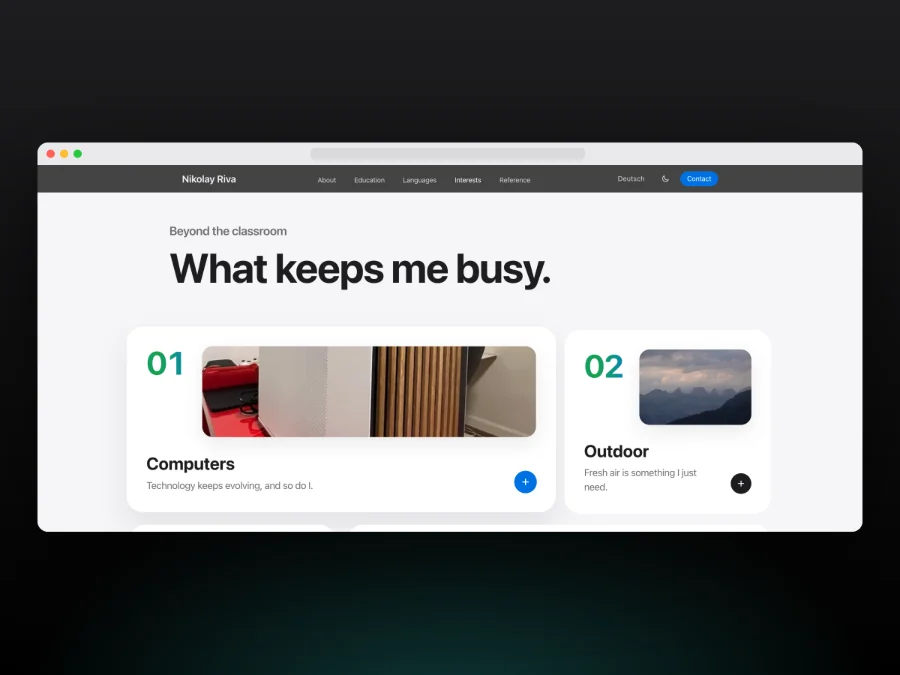 Nikolay Riva
About
Education
Languages
Interests
Reference
Deutsch
Contact
Beyond the classroom
What keeps me busy.
01
Computers
Technology keeps evolving, and so do I.
+
02
Outdoor
Fresh air is something I just
need.
+